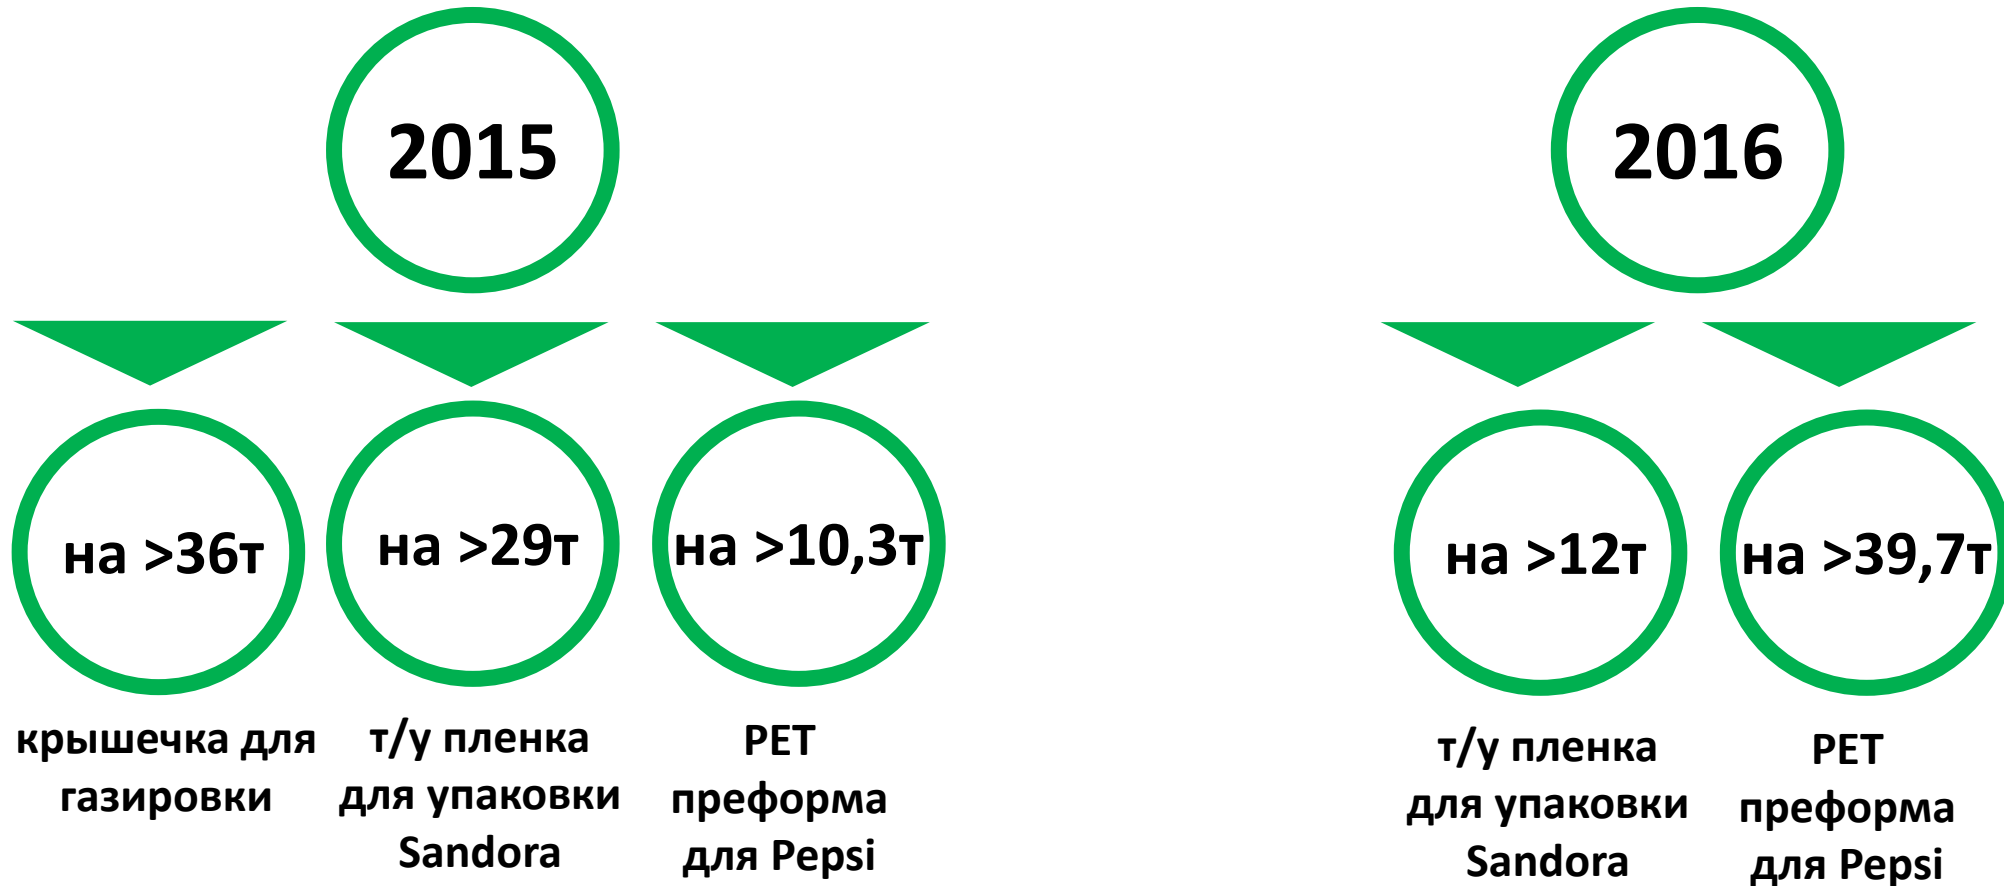 2015
на >36т
на >29т
на >10,3т
крышечка для
газировки
т/у пленка
для упаковки
Sandora
PET
преформа
для Pepsi
2016
на >12т
на >39,7т
т/у пленка
для упаковки
Sandora
PET
преформа
для Pepsi